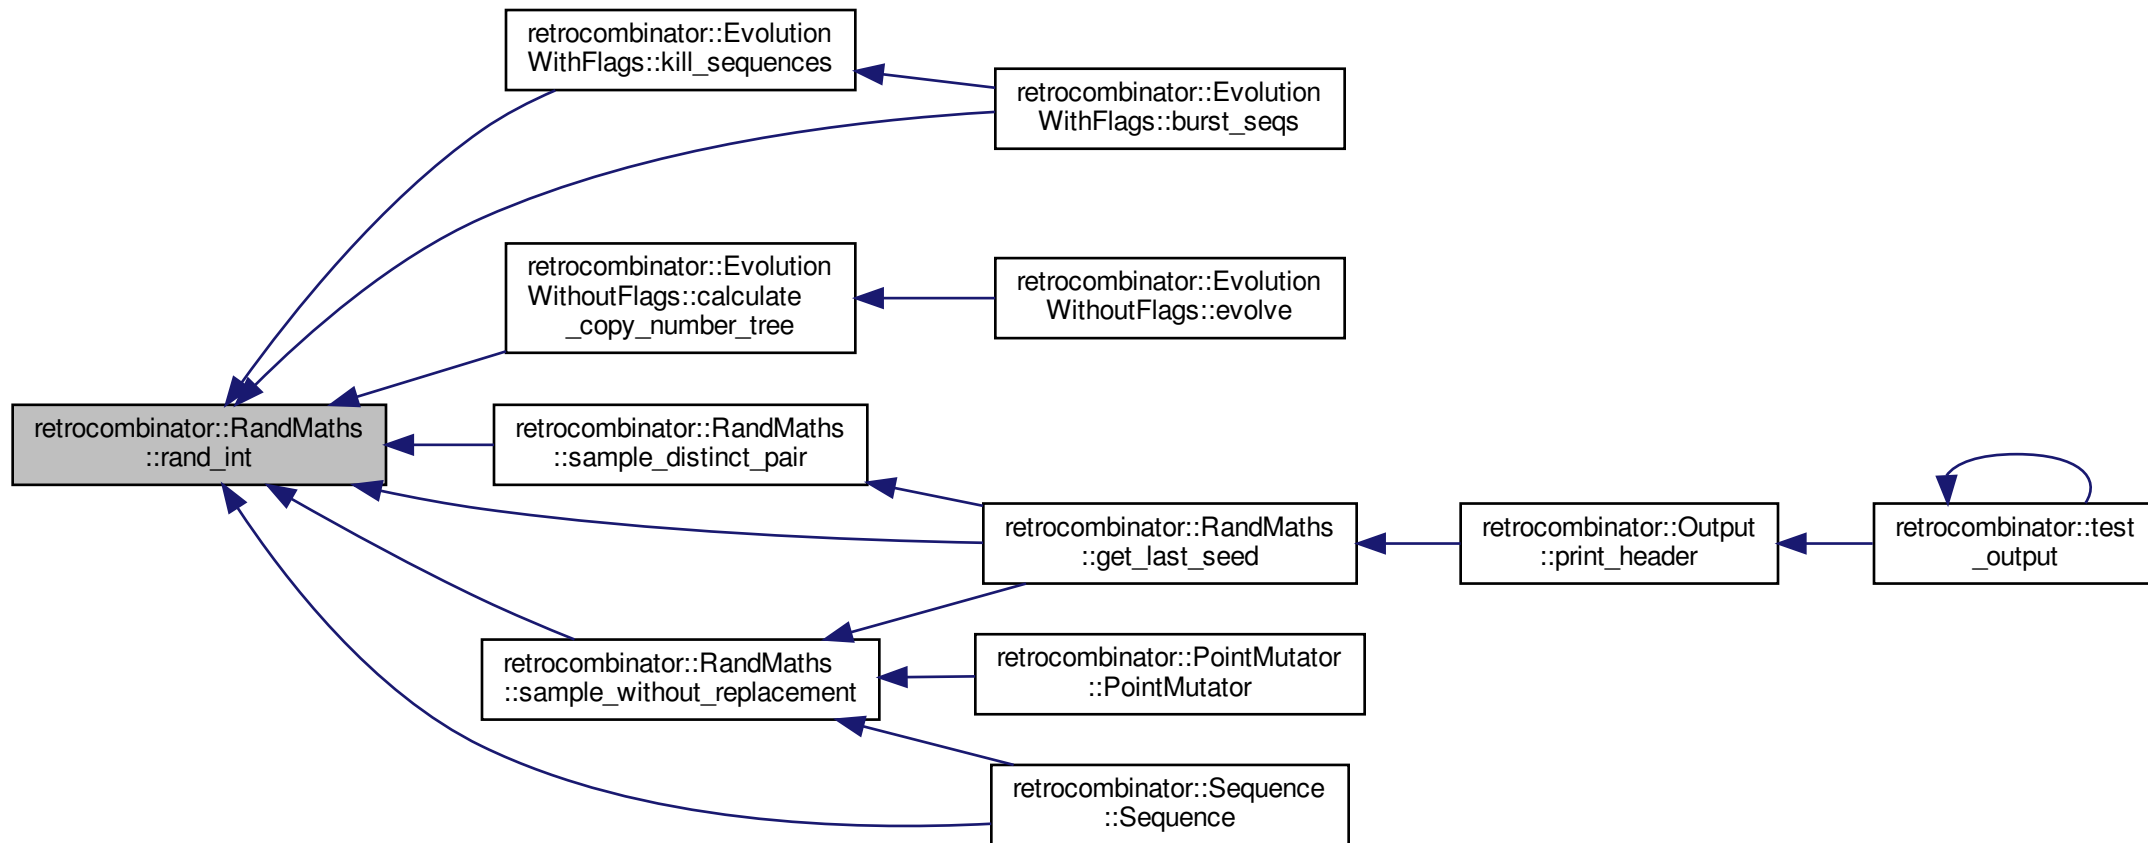 retrocombinator::Evolution
WithFlags::kill_sequences
retrocombinator::Evolution
WithFlags::burst_seqs
retrocombinator::Evolution
WithoutFlags::calculate
_copy_number_tree
retrocombinator::Evolution
WithoutFlags::evolve
retrocombinator::RandMaths
::rand_int
retrocombinator::RandMaths
::sample_distinct_pair
retrocombinator::RandMaths
::get_last_seed
retrocombinator::Output
::print_header
retrocombinator::test
_output
retrocombinator::RandMaths
::sample_without_replacement
retrocombinator::PointMutator
::PointMutator
retrocombinator::Sequence
::Sequence